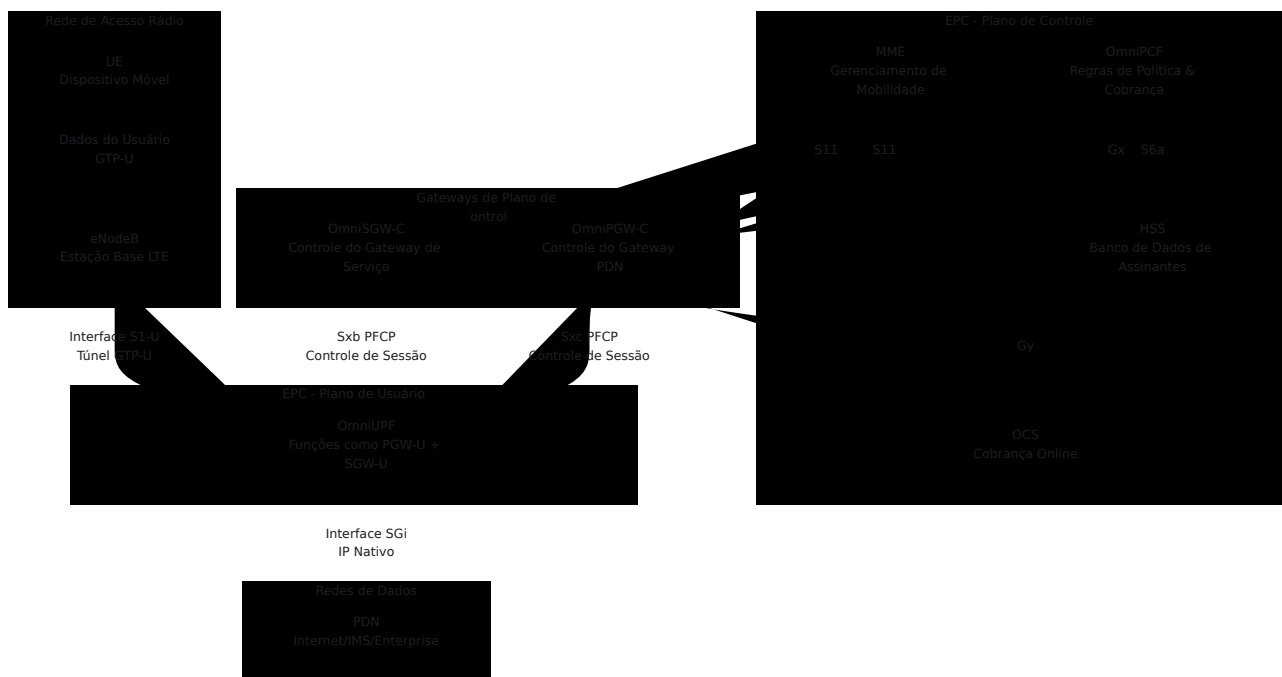 Rede de Acesso Rádio
UE
Dispositivo Móvel
Dados do Usuário
GTP-U
eNodeB
Estação Base LTE
EPC - Plano de Controle
MME
Gerenciamento de
Mobilidade
OmniPCF
Regras de Política &
Cobrança
S11
S11
Gx
S6a
HSS
Banco de Dados de
Assinantes
Gy
OCS
Cobrança Online
Gateways de Plano de
ontrol
OmniSGW-C
Controle do Gateway de
Serviço
OmniPGW-C
Controle do Gateway
PDN
Interface S1-U
Túnel GTP-U
Sxb PFCP
Controle de Sessão
Sxc PFCP
Controle de Sessão
EPC - Plano de Usuário
OmniUPF
Funções como PGW-U +
SGW-U
Interface SGi
IP Nativo
Redes de Dados
PDN
Internet/IMS/Enterprise